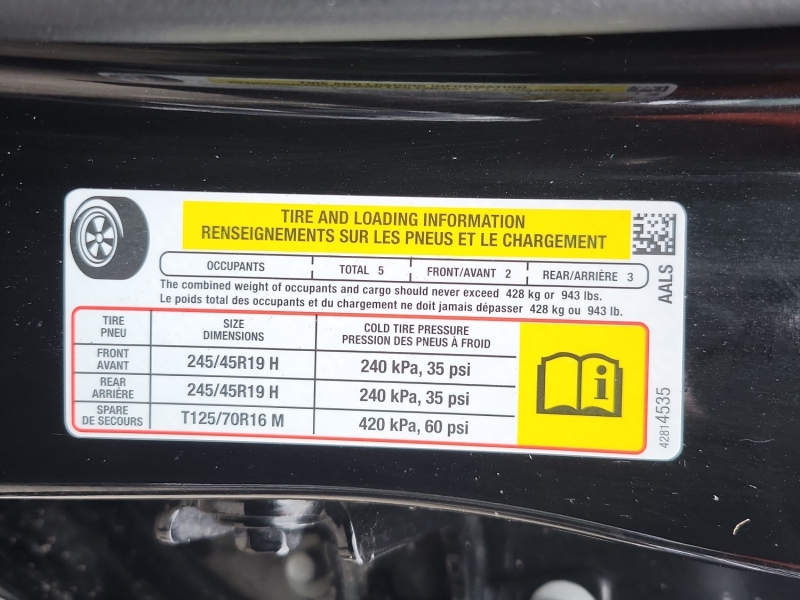 TIRE AND LOADING INFORMATION
RENSEIGNEMENTS SUR LES PNEUS ET LE CHARGEMENT
OCCUPANTS TOTAL 5 FRONT/AVANT 2 REAR/ARRIÈRE 3
The combined weight of occupants and cargo should never exceed 428 kg or 943 lbs.
Le poids total des occupants et du chargement ne doit jamais dépasser 428 kg ou 943 lb.
AALS
TIRE
PNEU
SIZE
DIMENSIONS
COLD TIRE PRESSURE
PRESSION DES PNEUS À FROID
FRONT
AVANT
245/45R19 H
240 kPa, 35 psi
REAR
ARRIÉRE
245/45R19 H
240 kPa, 35 psi
SPARE
DE SECOURS
T125/70R16 M
420 kPa, 60 psi
i
42814535